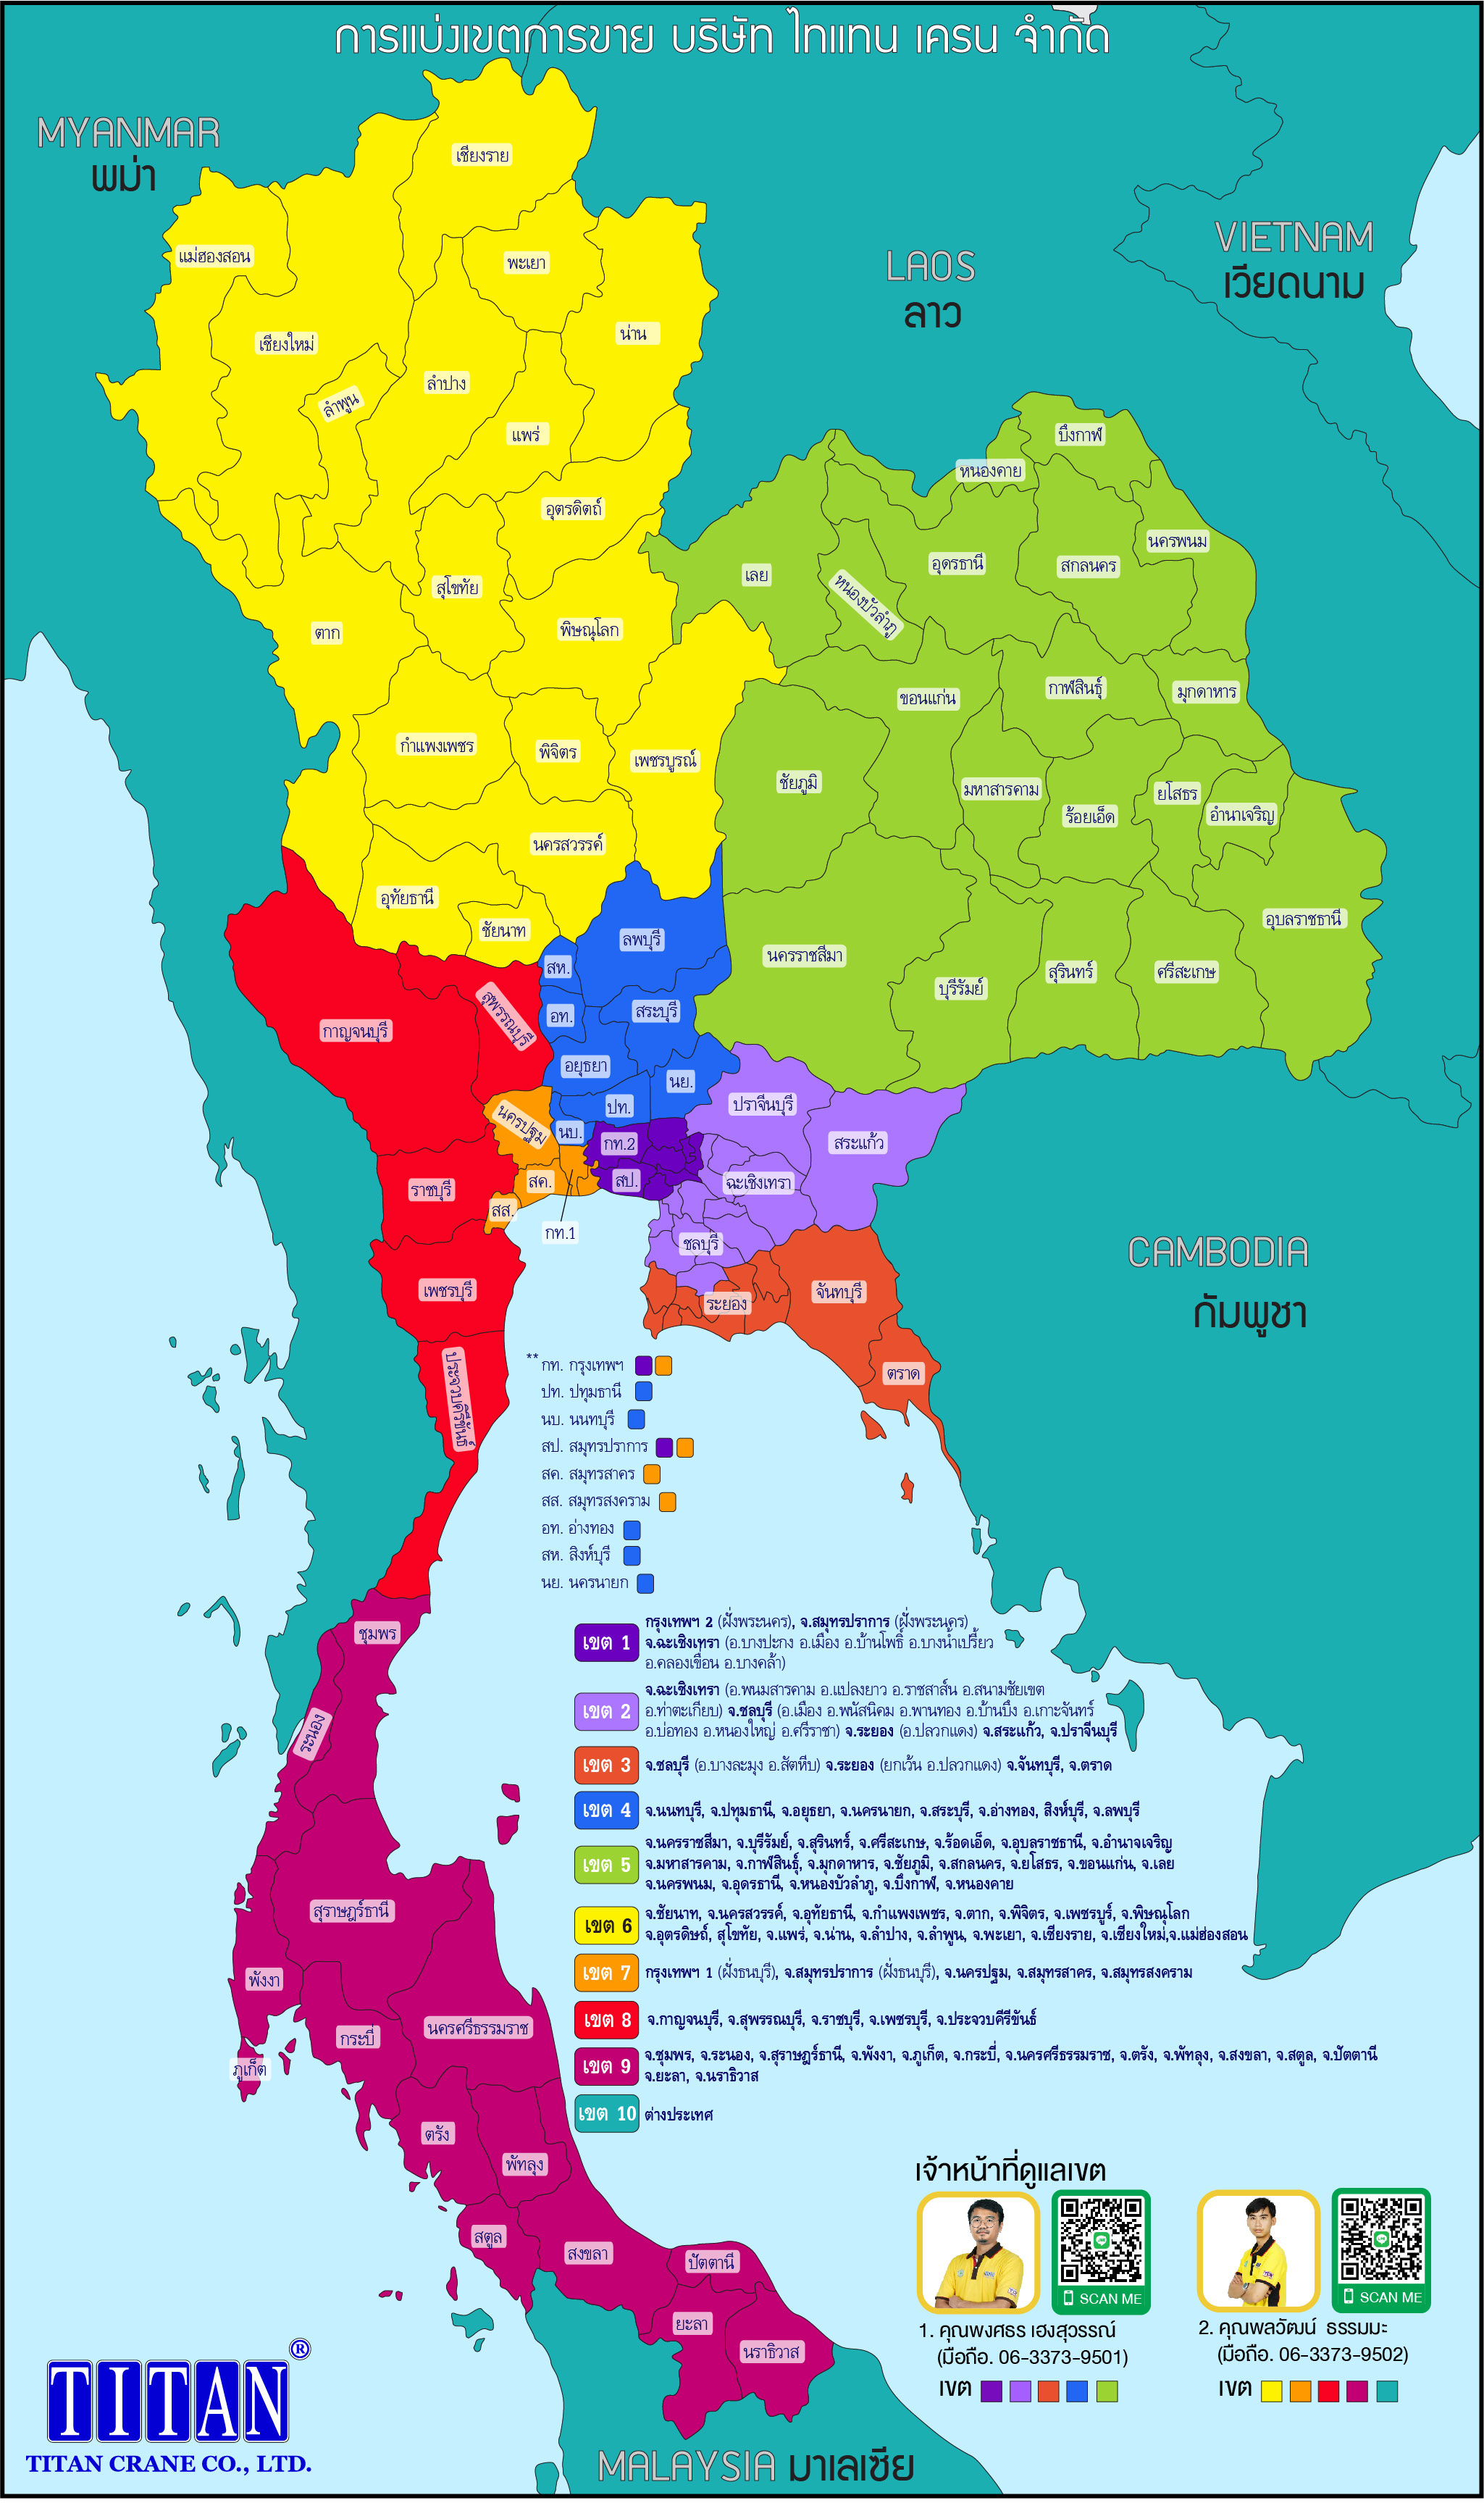 การแบ่งเขตการขาย บริษัท ไทแทน เครน จำกัด
MYANMAR
พม่า
LAOS
ลาว
VIETNAM
เวียดนาม
เชียงราย
แม่ฮองสอน
พะเยา
น่าน
เชียงใหม่
ลำปาง
ลำพูน
แพร่
อุตรดิตถ์
สุโขทัย
ตาก
พิษณุโลก
กำแพงเพชร
พิจิตร
เพชรบูรณ์
นครสวรรค์
อุทัยธานี
ชัยนาท
บึงกาฬ
หนองคาย
นครพนม
อุดรธานี
สกลนคร
เลย
หนองบัวลำภู
ขอนแก่น
กาฬสินธุ์
มุกดาหาร
ชัยภูมิ
มหาสารคาม
ร้อยเอ็ด
ยโสธร
อำนาเจริญ
อุบลราชธานี
นครราชสีมา
บุรีรัมย์
สุรินทร์
ศรีสะเกษ
ลพบุรี
สห.
อท.
สระบุรี
อยุธยา
นย.
ปท.
นบ.
กท.2
สป.
กาญจนบุรี
สุพรรณบุรี
นครปฐม
สค.
สส.
กท.1
ราชบุรี
เพชรบุรี
ประจวบคีรีขันธ์
ปราจีนบุรี
สระแก้ว
ฉะเชิงเทรา
ชลบุรี
ระยอง
จันทบุรี
ตราด
CAMBODIA
กัมพูชา
** กท. กรุงเทพฯ
ปท. ปทุมธานี
นบ. นนทบุรี
สป. สมุทรปราการ
สค. สมุทรสาคร
สส. สมุทรสงคราม
อท. อ่างทอง
สห. สิงห์บุรี
นย. นครนายก
ชุมพร
ระนอง
สุราษฎร์ธานี
พังงา
ภูเก็ต
กระบี่
นครศรีธรรมราช
ตรัง
พัทลุง
สตูล
สงขลา
ปัตตานี
ยะลา
นราธิวาส
เขต 1
กรุงเทพฯ 2 (ฝั่งพระนคร), จ.สมุทรปราการ (ฝั่งพระนคร)
จ.ฉะเชิงเทรา (อ.บางปะกง อ.เมือง อ.บ้านโพธิ์ อ.บางน้ำเปรี้ยว
อ.คลองเขื่อน อ.บางคล้า)
เขต 2
จ.ฉะเชิงเทรา (อ.พนมสารคาม อ.แปลงยาว อ.ราชสาส์น อ.สนามชัยเขต
อ.ท่าตะเกียบ) จ.ชลบุรี (อ.เมือง อ.พนัสนิคม อ.พานทอง อ.บ้านบึง อ.เกาะจันทร์
อ.บ่อทอง อ.หนองใหญ่ อ.ศรีราชา) จ.ระยอง (อ.ปลวกแดง) จ.สระแก้ว, จ.ปราจีนบุรี
เขต 3
จ.ชลบุรี (อ.บางละมุง อ.สัตหีบ) จ.ระยอง (ยกเว้น อ.ปลวกแดง) จ.จันทบุรี, จ.ตราด
เขต 4
จ.นนทบุรี, จ.ปทุมธานี, จ.อยุธยา, จ.นครนายก, จ.สระบุรี, จ.อ่างทอง, สิงห์บุรี, จ.ลพบุรี
เขต 5
จ.นครราชสีมา, จ.บุรีรัมย์, จ.สุรินทร์, จ.ศรีสะเกษ, จ.ร้อดเอ็ด, จ.อุบลราชธานี, จ.อำนาจเจริญ
จ.มหาสารคาม, จ.กาฬสินธุ์, จ.มุกดาหาร, จ.ชัยภูมิ, จ.สกลนคร, จ.ยโสธร, จ.ขอนแก่น, จ.เลย
จ.นครพนม, จ.อุดรธานี, จ.หนองบัวลำภู, จ.บึงกาฬ, จ.หนองคาย
เขต 6
จ.ชัยนาท, จ.นครสวรรค์, จ.อุทัยธานี, จ.กำแพงเพชร, จ.ตาก, จ.พิจิตร, จ.เพชรบูร์, จ.พิษณุโลก
จ.อุตรดิษถ์, สุโขทัย, จ.แพร่, จ.น่าน, จ.ลำปาง, จ.ลำพูน, จ.พะเยา, จ.เชียงราย, จ.เชียงใหม่,จ.แม่ฮ่องสอน
เขต 7
กรุงเทพฯ 1 (ฝั่งธนบุรี), จ.สมุทรปราการ (ฝั่งธนบุรี), จ.นครปฐม, จ.สมุทรสาคร, จ.สมุทรสงคราม
เขต 8
จ.กาญจนบุรี, จ.สุพรรณบุรี, จ.ราชบุรี, จ.เพชรบุรี, จ.ประจวบคีรีขันธ์
เขต 9
จ.ชุมพร, จ.ระนอง, จ.สุราษฎร์ธานี, จ.พังงา, จ.ภูเก็ต, จ.กระบี่, จ.นครศรีธรรมราช, จ.ตรัง, จ.พัทลุง, จ.สงขลา, จ.สตูล, จ.ปัตตานี
จ.ยะลา, จ.นราธิวาส
เขต 10
ต่างประเทศ
เจ้าหน้าที่ดูแลเขต
SCAN ME
SCAN ME
1. คุณพงศธร เฮงสุวรรณ์
(มือถือ. 06-3373-9501)
เขต
2. คุณพลวัฒน์ ธรรมมะ
(มือถือ. 06-3373-9502)
เขต
TITAN®
TITAN CRANE CO., LTD.
MALAYSIA มาเลเซีย